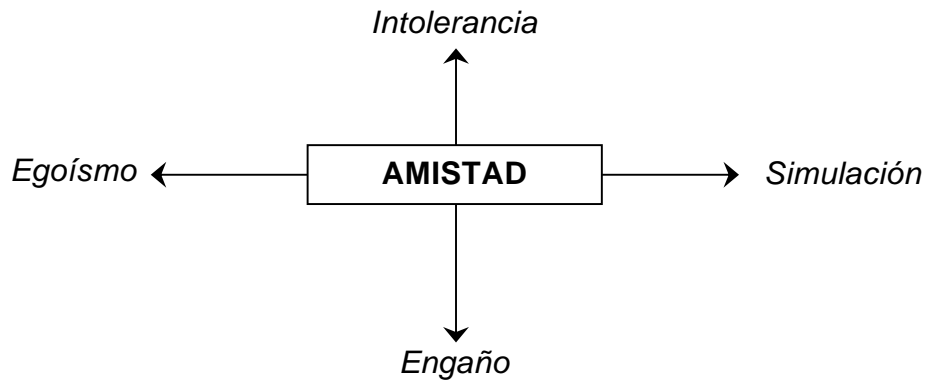 Intolerancia
Egoísmo
AMISTAD
Simulación
Engaño